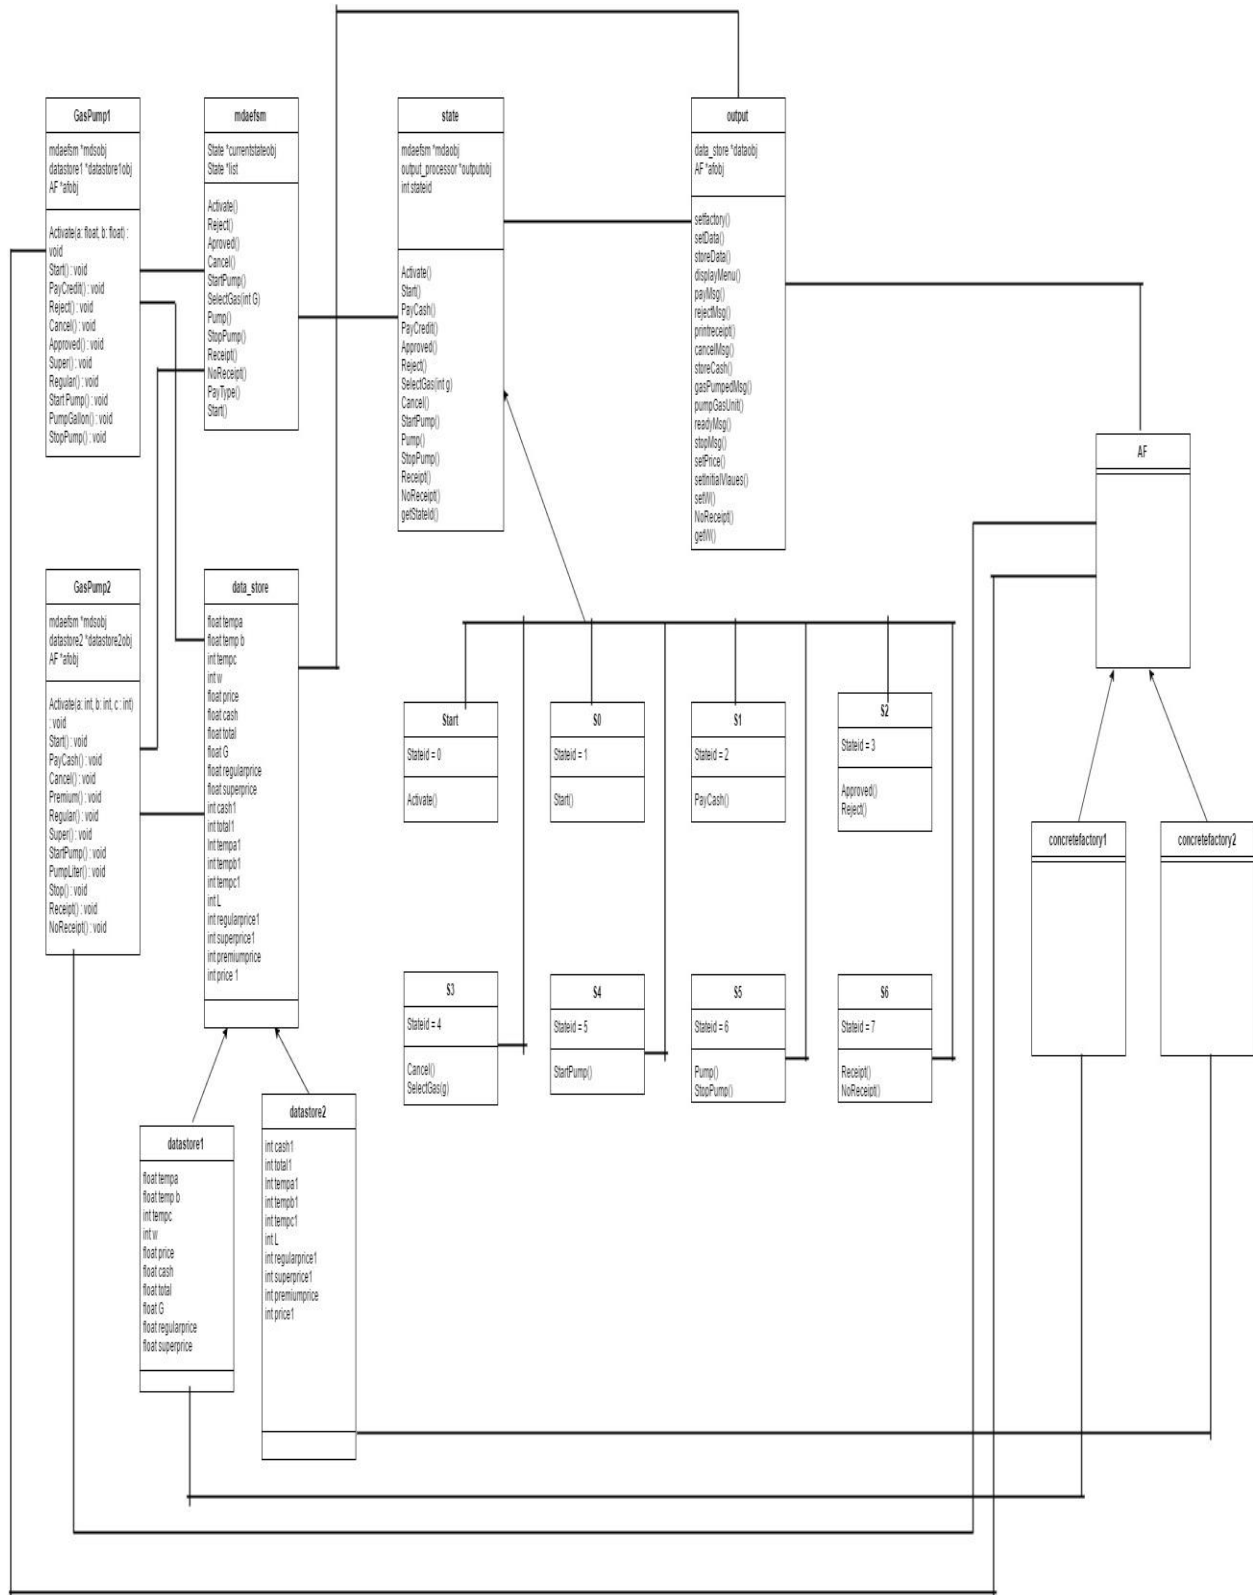 GasPump1
mdaefsm *mdsobj
datastore1 *datastore1obj
AF *afobj
Activate(a: float, b: float) :
void
Start() : void
PayCredit() : void
Reject() : void
Cancel() : void
Approved() : void
Super() : void
Regular() : void
Start Pump() : void
PumpGallon() : void
StopPump() : void
mdaefsm
State *currentstateobj
State *list
Activate()
Reject()
Aproved()
Cancel()
StartPump()
SelectGas(int G)
Pump()
StopPump()
Receipt()
NoReceipt()
PayType()
Start()
state
mdaefsm *mdaobj
output_processor *outputobj
int stateid
Activate()
Start()
PayCash()
PayCredit()
Approved()
Reject()
SelectGas(int g)
Cancel()
StartPump()
Pump()
StopPump()
Receipt()
NoReceipt()
getStateId()
output
data_store *dataobj
AF *afobj
setfactory()
setData()
storeData()
displayMenu()
payMsg()
rejectMsg()
printreceipt()
cancelMsg()
storeCash()
gasPumpedMsg()
pumpGasUnit()
readyMsg()
stopMsg()
setPrice()
setInitialVlaues()
setW()
NoReceipt()
getW()
AF
GasPump2
mdaefsm *mdsobj
datastore2 *datastore2obj
AF *afobj
Activate(a: int, b: int, c : int)
: void
Start() : void
PayCash() : void
Cancel() : void
Premium() : void
Regular() : void
Super() : void
StartPump() : void
PumpLiter() : void
Stop() : void
Receipt() : void
NoReceipt() : void
data_store
float tempa
float temp b
int tempc
int w
float price
float cash
float total
float G
float regularprice
float superprice
int cash1
int total1
Int tempa1
int tempb1
int tempc1
int L
int regularprice1
int superprice1
int premiumprice
int price 1
Start
Stateid = 0
Activate()
S0
Stateid = 1
Start()
S1
Stateid = 2
PayCash()
S2
Stateid = 3
Approved()
Reject()
concretefactory1
concretefactory2
S3
Stateid = 4
Cancel()
SelectGas(g)
S4
Stateid = 5
StartPump()
S5
Stateid = 6
Pump()
StopPump()
S6
Stateid = 7
Receipt()
NoReceipt()
datastore1
float tempa
float temp b
int tempc
int w
float price
float cash
float total
float G
float regularprice
float superprice
datastore2
int cash1
int total1
Int tempa1
int tempb1
int tempc1
int L
int regularprice1
int superprice1
int premiumprice
int price1